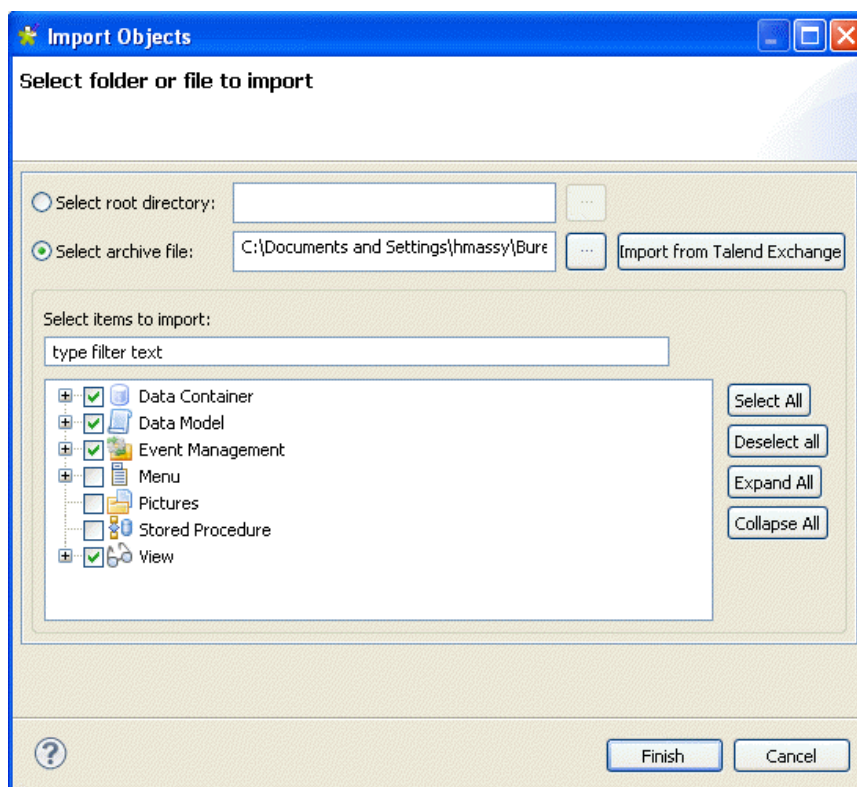 Import Objects
Select folder or file to import
Select root directory:
...
Select archive file:
C:\Documents and Settings\hmassy\Bure
...
Import from Talend Exchange
Select items to import:
type filter text
Data Container
Data Model
Event Management
Menu
Pictures
Stored Procedure
View
Select All
Deselect all
Expand All
Collapse All
?
Finish
Cancel